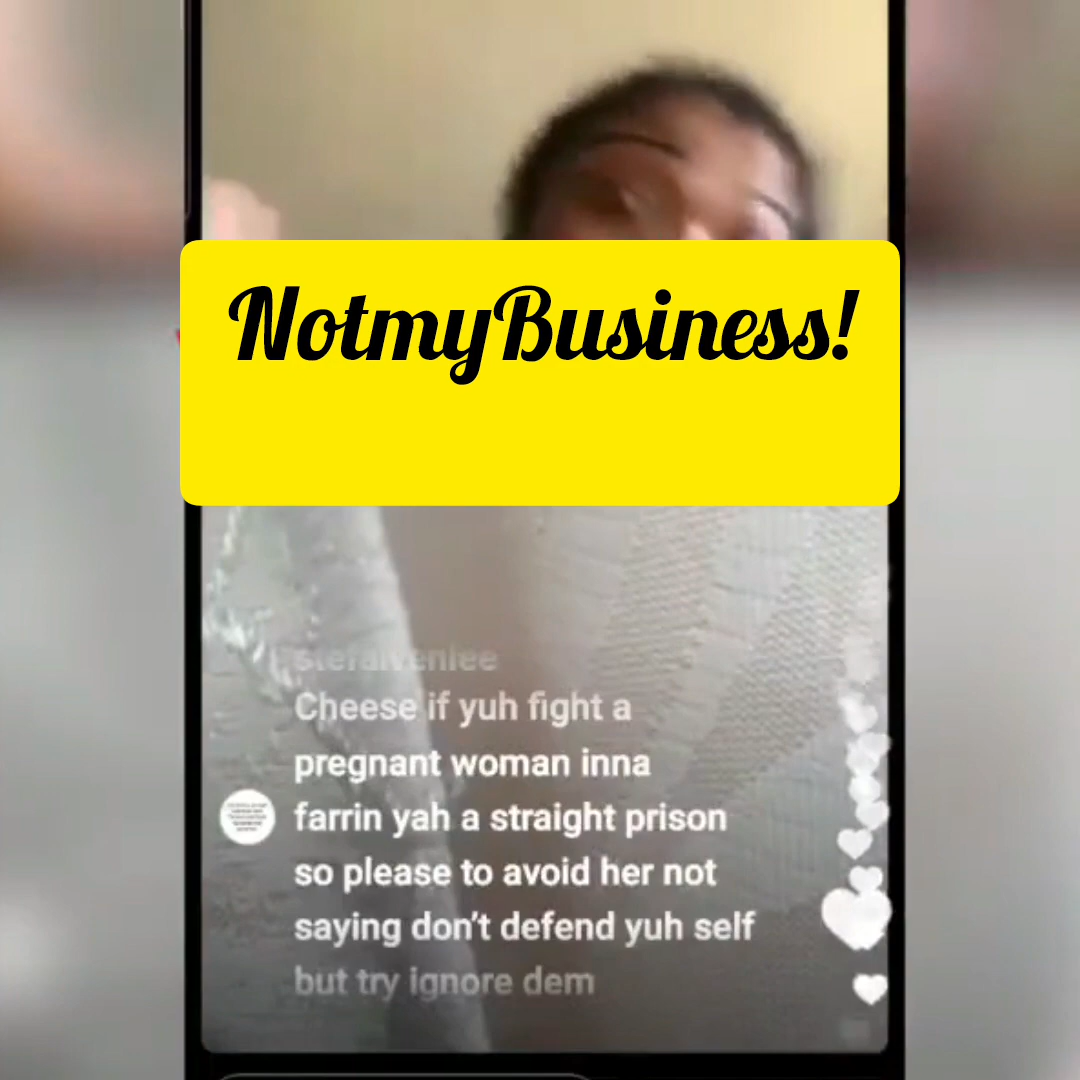 NotmyBusiness!
Cheese if yuh fight a
pregnant woman inna
farrin yah a straight prison
so please to avoid her not
saying don't defend yuh self
but try ignore dem